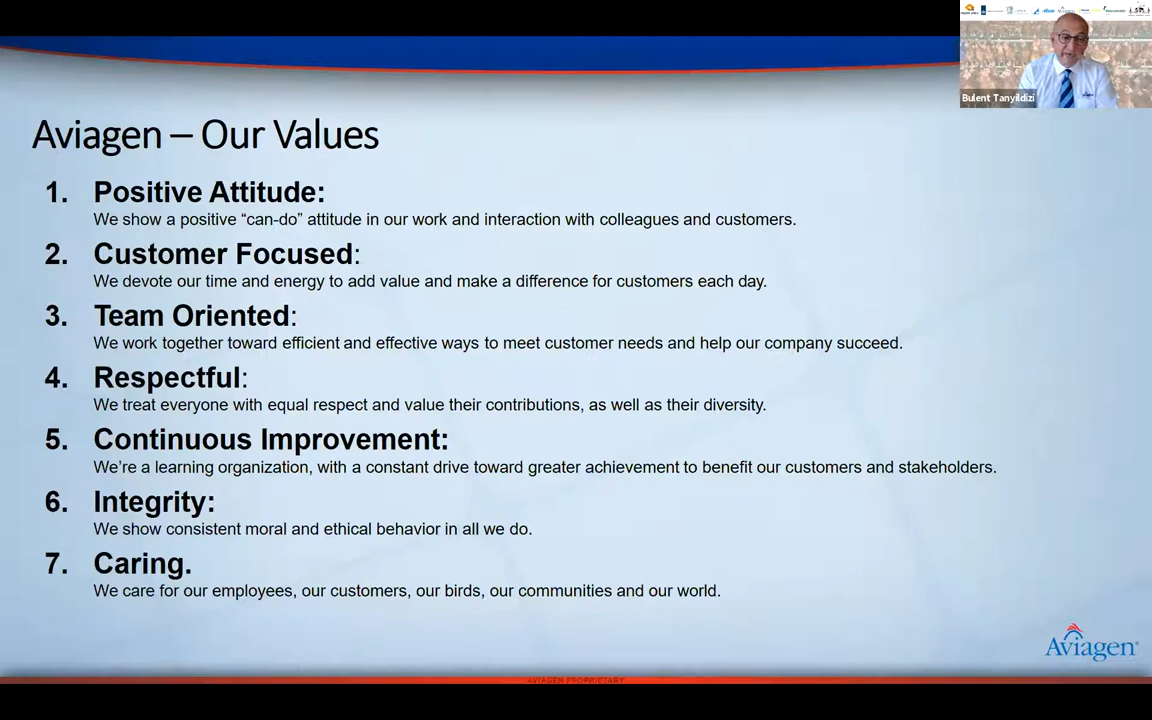 Bulent Tanyildizi
Aviagen – Our Values
1. Positive Attitude:
We show a positive “can-do” attitude in our work and interaction with colleagues and customers.
2. Customer Focused:
We devote our time and energy to add value and make a difference for customers each day.
3. Team Oriented:
We work together toward efficient and effective ways to meet customer needs and help our company succeed.
4. Respectful:
We treat everyone with equal respect and value their contributions, as well as their diversity.
5. Continuous Improvement:
We’re a learning organization, with a constant drive toward greater achievement to benefit our customers and stakeholders.
6. Integrity:
We show consistent moral and ethical behavior in all we do.
7. Caring.
We care for our employees, our customers, our birds, our communities and our world.
Aviagen®
AVIAGEN PROPRIETARY